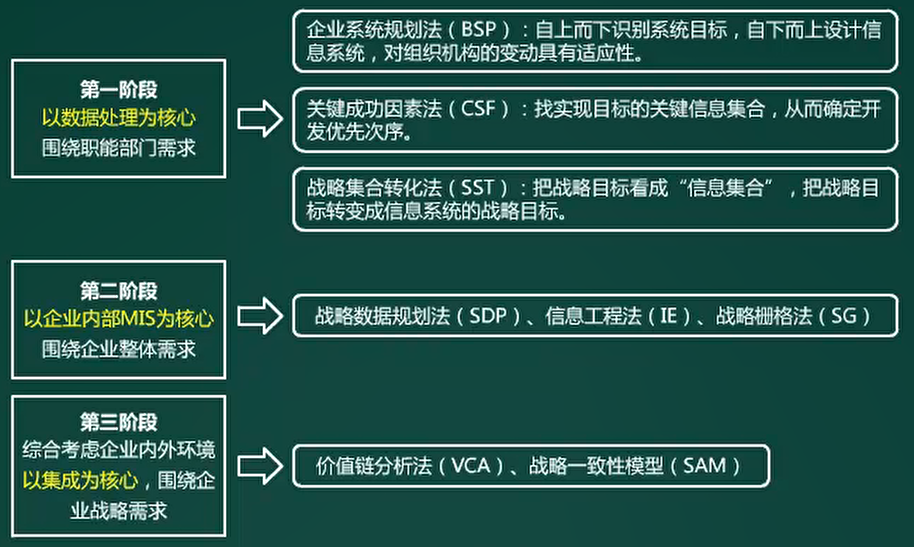 企业系统规划法（BSP）：自上而下识别系统目标，自下而上设计信
息系统，对组织机构的变动具有适应性。
第一阶段
以数据处理为核心
围绕职能部门需求
关键成功因素法（CSF）：找实现目标的关键信息集合，从而确定开
发优先次序。
战略集合转化法（SST）：把战略目标看成“信息集合”，把战略目
标转变成信息系统的战略目标。
第二阶段
以企业内部MIS为核心
围绕企业整体需求
战略数据规划法（SDP）、信息工程法（IE）、战略栅格法（SG）
第三阶段
综合考虑企业内外环境
以集成为核心，围绕企
业战略需求
价值链分析法（VCA）、战略一致性模型（SAM）